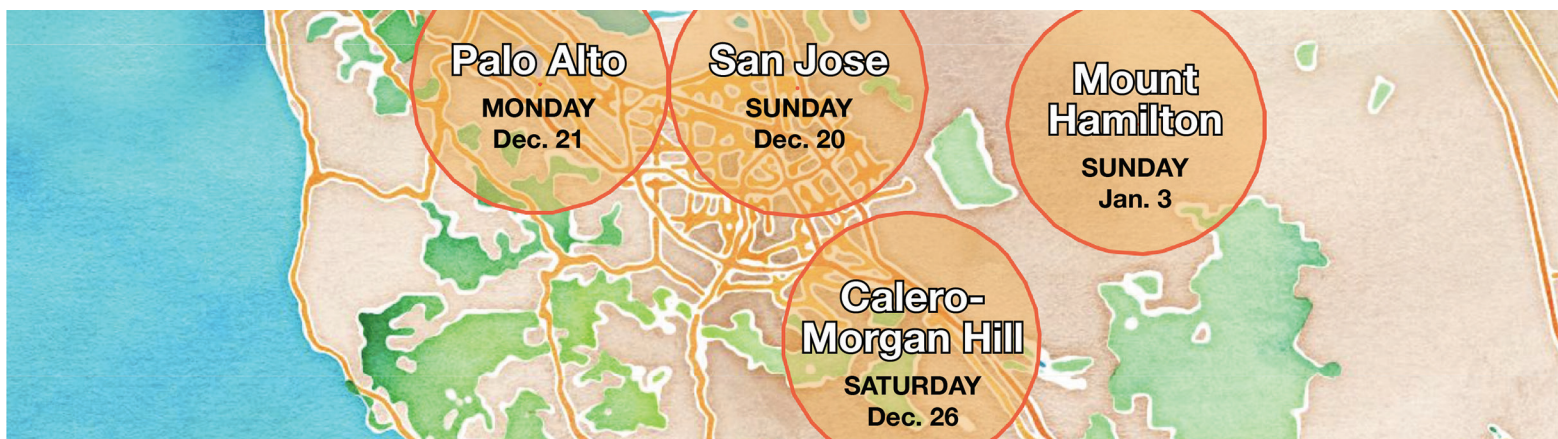 Palo Alto
MONDAY
Dec. 21
San Jose
SUNDAY
Dec. 20
Mount
Hamilton
SUNDAY
Jan. 3
Calero-
Morgan Hill
SATURDAY
Dec. 26